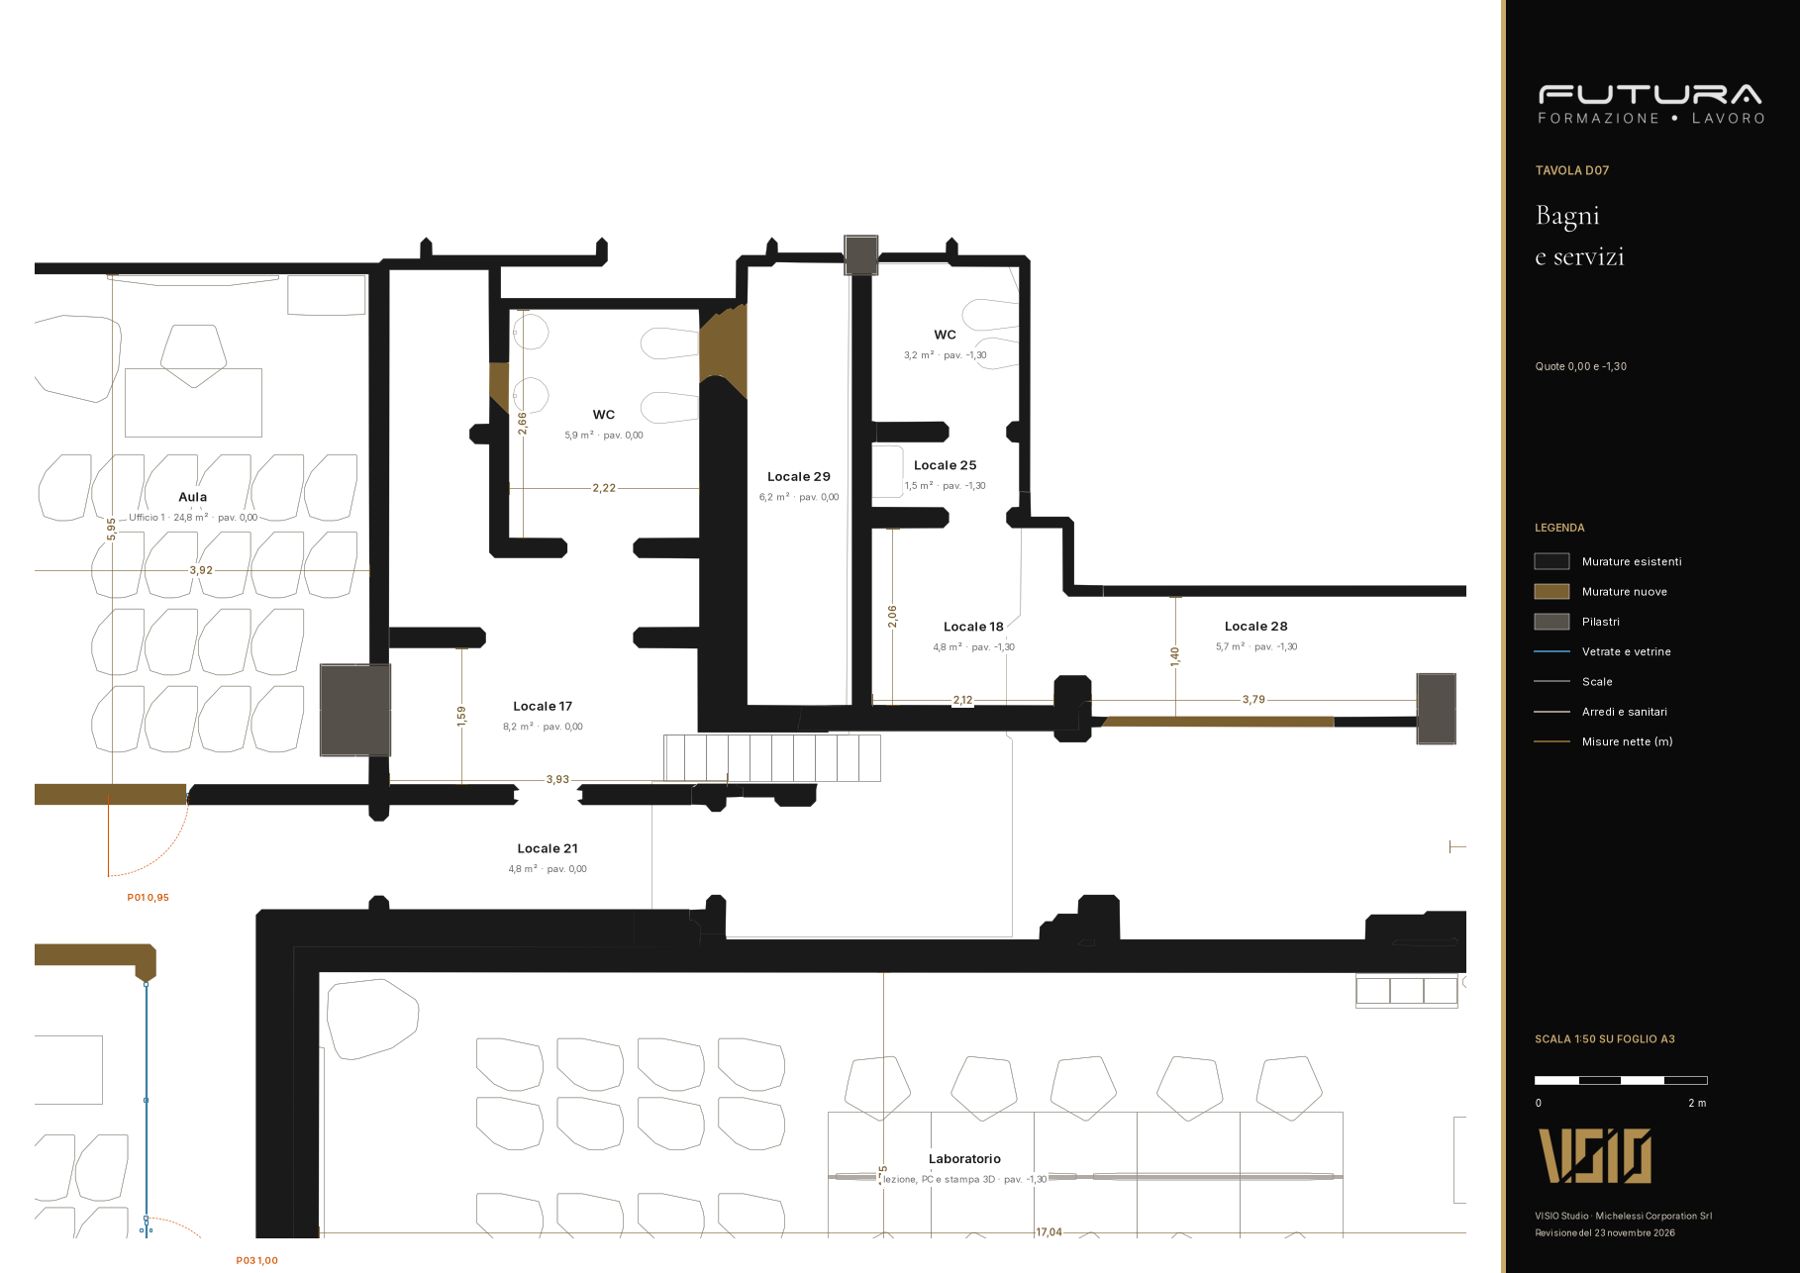 FUTURA
FORMAZIONE • LAVORO
TAVOLA D07
Bagni
e servizi
Quote 0,00 e -1,30
LEGENDA
Murature esistenti
Murature nuove
Pilastri
Vetrate e vetrine
Scale
Arredi e sanitari
Misure nette (m)
SCALA 1:50 SU FOGLIO A3
0
2 m
VISIO
VISIO Studio · Michelessi Corporation Srl
Revisione del 23 novembre 2026
WC
3,2 m² · pav. -1,30
WC
5,9 m² · pav. 0,00
2,66
2,22
Locale 25
1,5 m² · pav. -1,30
Locale 29
6,2 m² · pav. 0,00
Aula
Ufficio 1 · 24,8 m² · pav. 0,00
5,95
3,92
Locale 18
4,8 m² · pav. -1,30
2,06
2,12
Locale 28
5,7 m² · pav. -1,30
1,40
3,79
Locale 17
8,2 m² · pav. 0,00
1,59
3,93
Locale 21
4,8 m² · pav. 0,00
P01 0,95
Laboratorio
lezione, PC e stampa 3D · pav. -1,30
17,04
P03 1,00